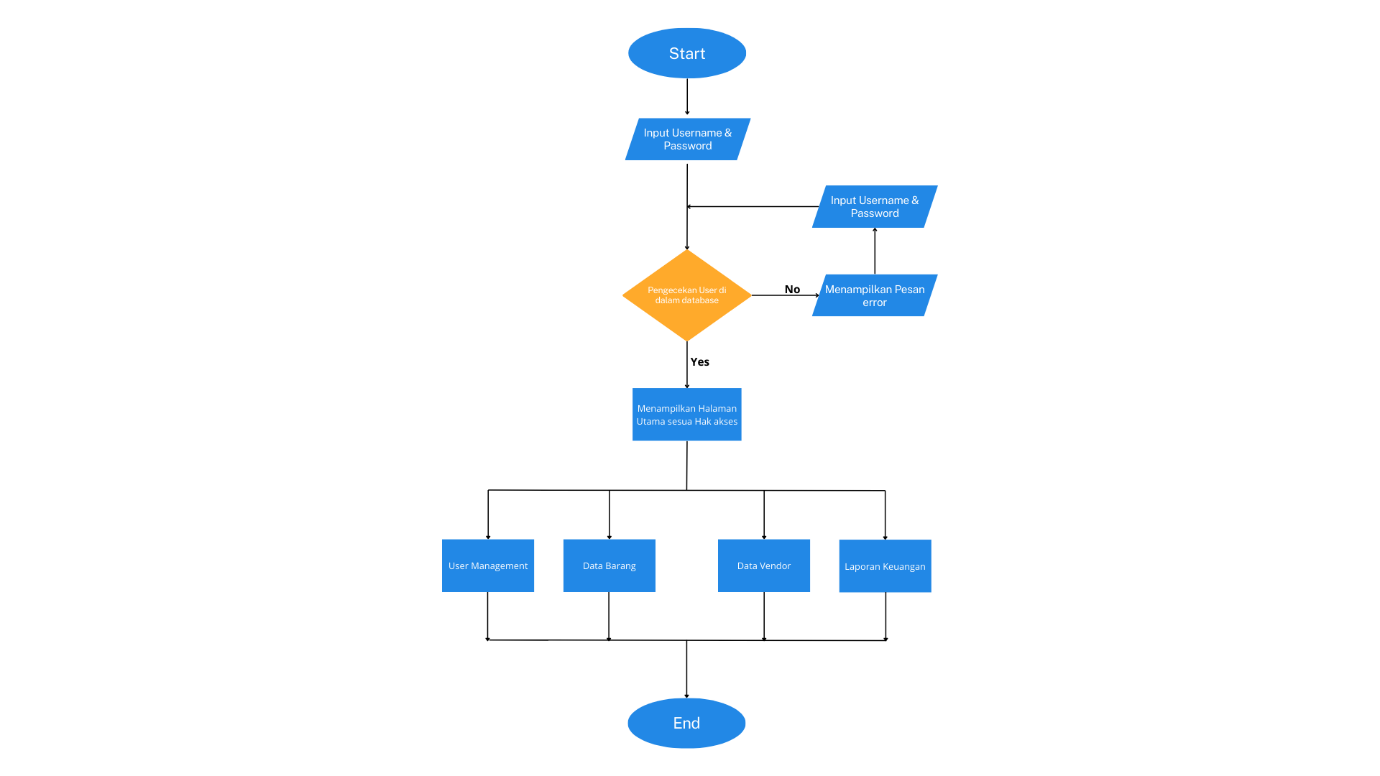 Start
Input Username &
Password
Input Username &
Password
Pengecekan User di
dalam database
No
Menampilkan Pesan
error
Yes
Menampilkan Halaman
Utama sesua Hak akses
User Management
Data Barang
Data Vendor
Laporan Keuangan
End